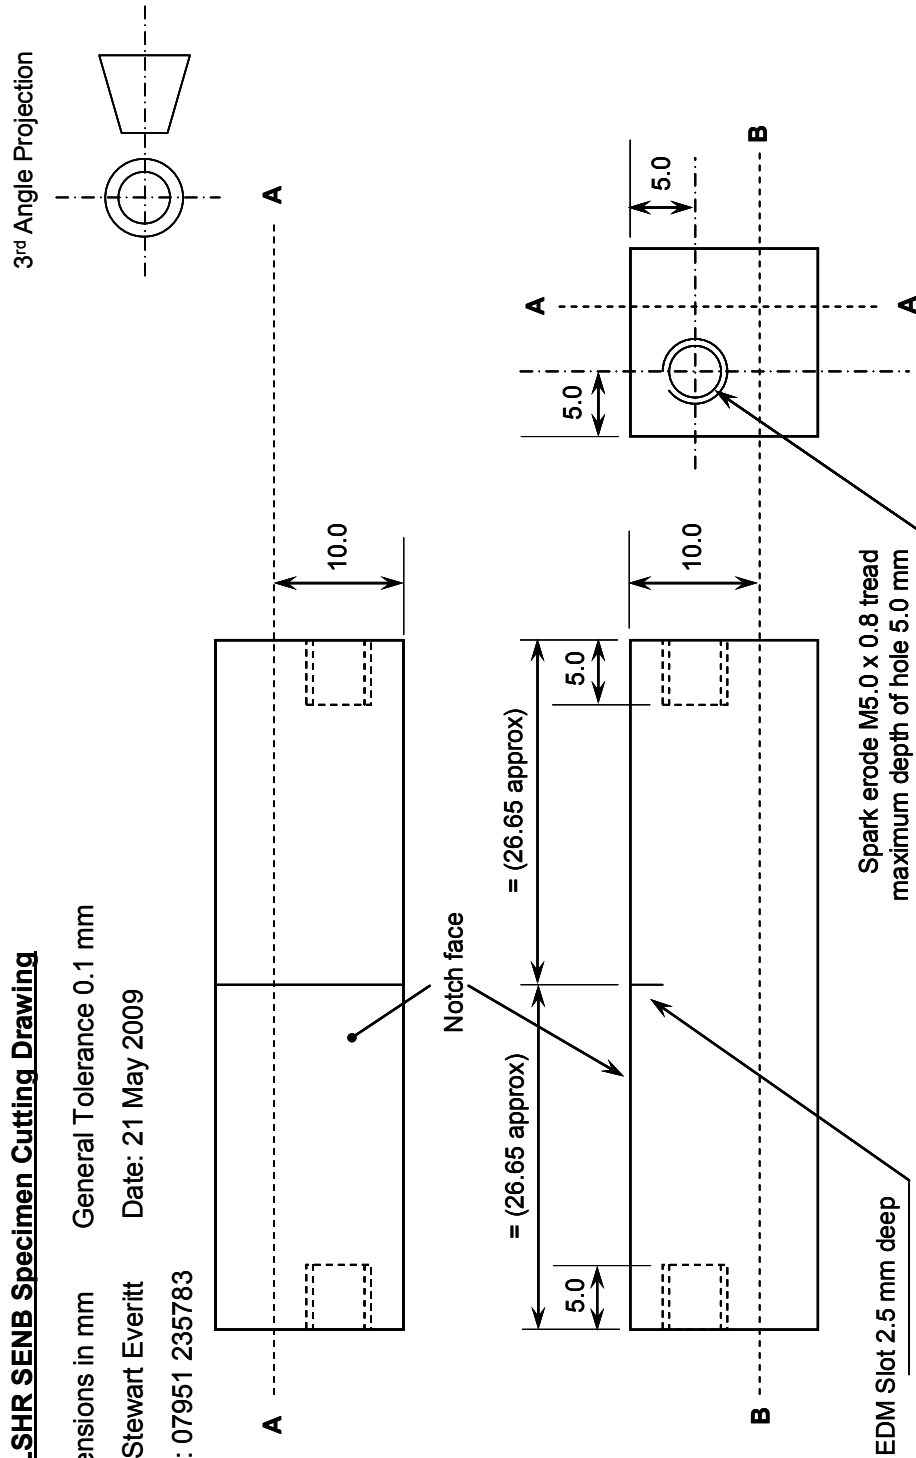 .SHR SENB Specimen Cutting Drawing
ensions in mm General Tolerance 0.1 mm
Stewart Everitt Date: 21 May 2009
: 07951 235783
3rd Angle Projection
A
A
10.0
Notch face
= (26.65 approx)
= (26.65 approx)
5.0
5.0
10.0
B
B
5.0
5.0
A
A
EDM Slot 2.5 mm deep
Spark erode M5.0 x 0.8 tread
maximum depth of hole 5.0 mm